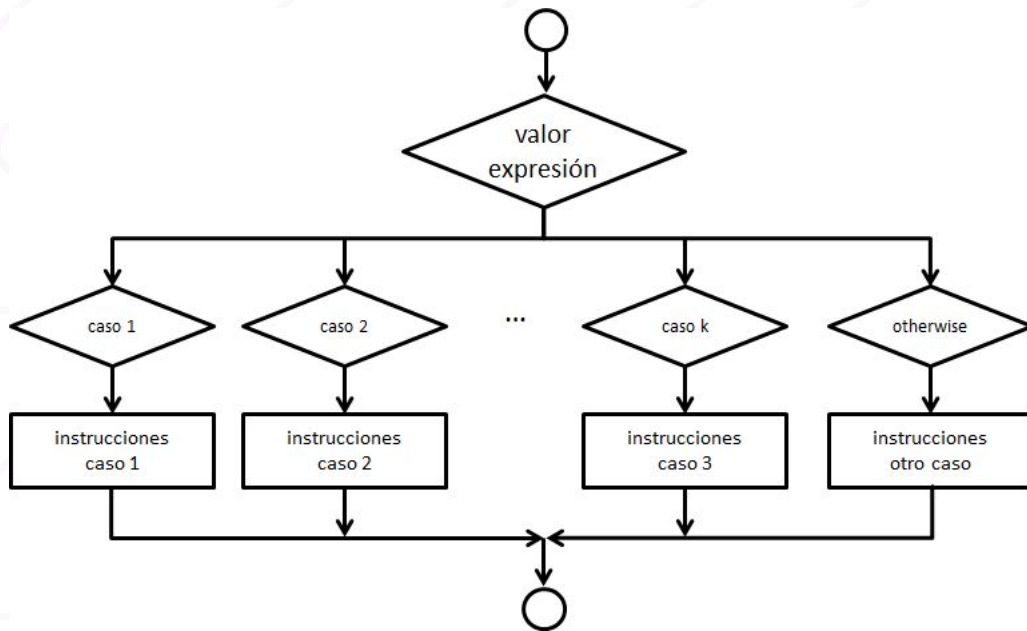 valor
expresión
caso 1
caso 2
...
caso k
otherwise
instrucciones
caso 1
instrucciones
caso 2
instrucciones
caso 3
instrucciones
otro caso